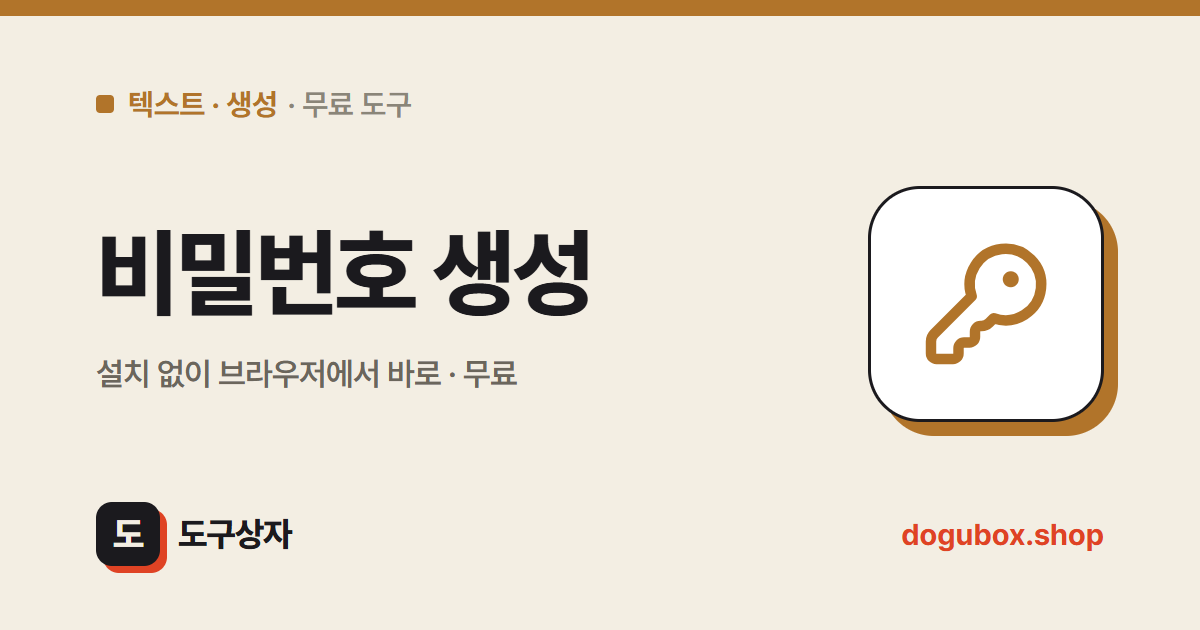 텍스트 · 생성 · 무료 도구
비밀번호 생성
설치 없이 브라우저에서 바로 · 무료
도 도구상자
dogubox.shop